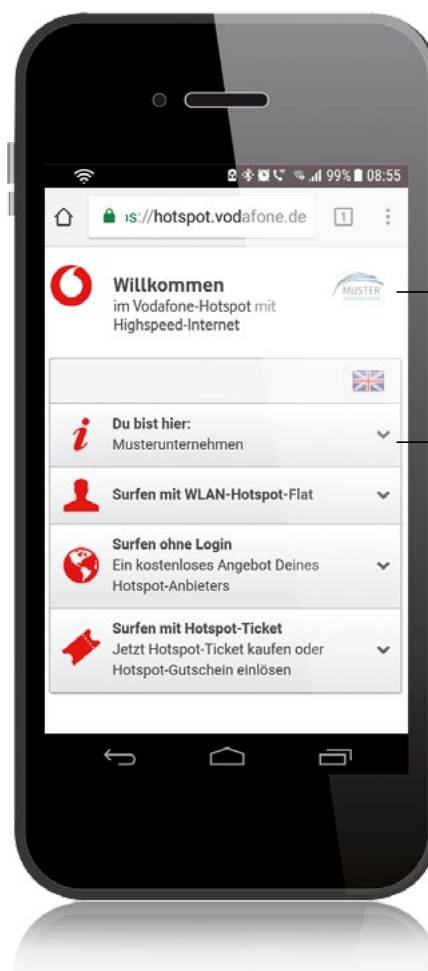 99% 08:55
os://hotspot.vodafone.de 1
Willkommen
im Vodafone-Hotspot mit
Highspeed-Internet
MUSTER
Du bist hier:
Musterunternehmen
Surfen mit WLAN-Hotspot-Flat
Surfen ohne Login
Ein kostenloses Angebot Deines
Hotspot-Anbieters
Surfen mit Hotspot-Ticket
Jetzt Hotspot-Ticket kaufen oder
Hotspot-Gutschein einlösen